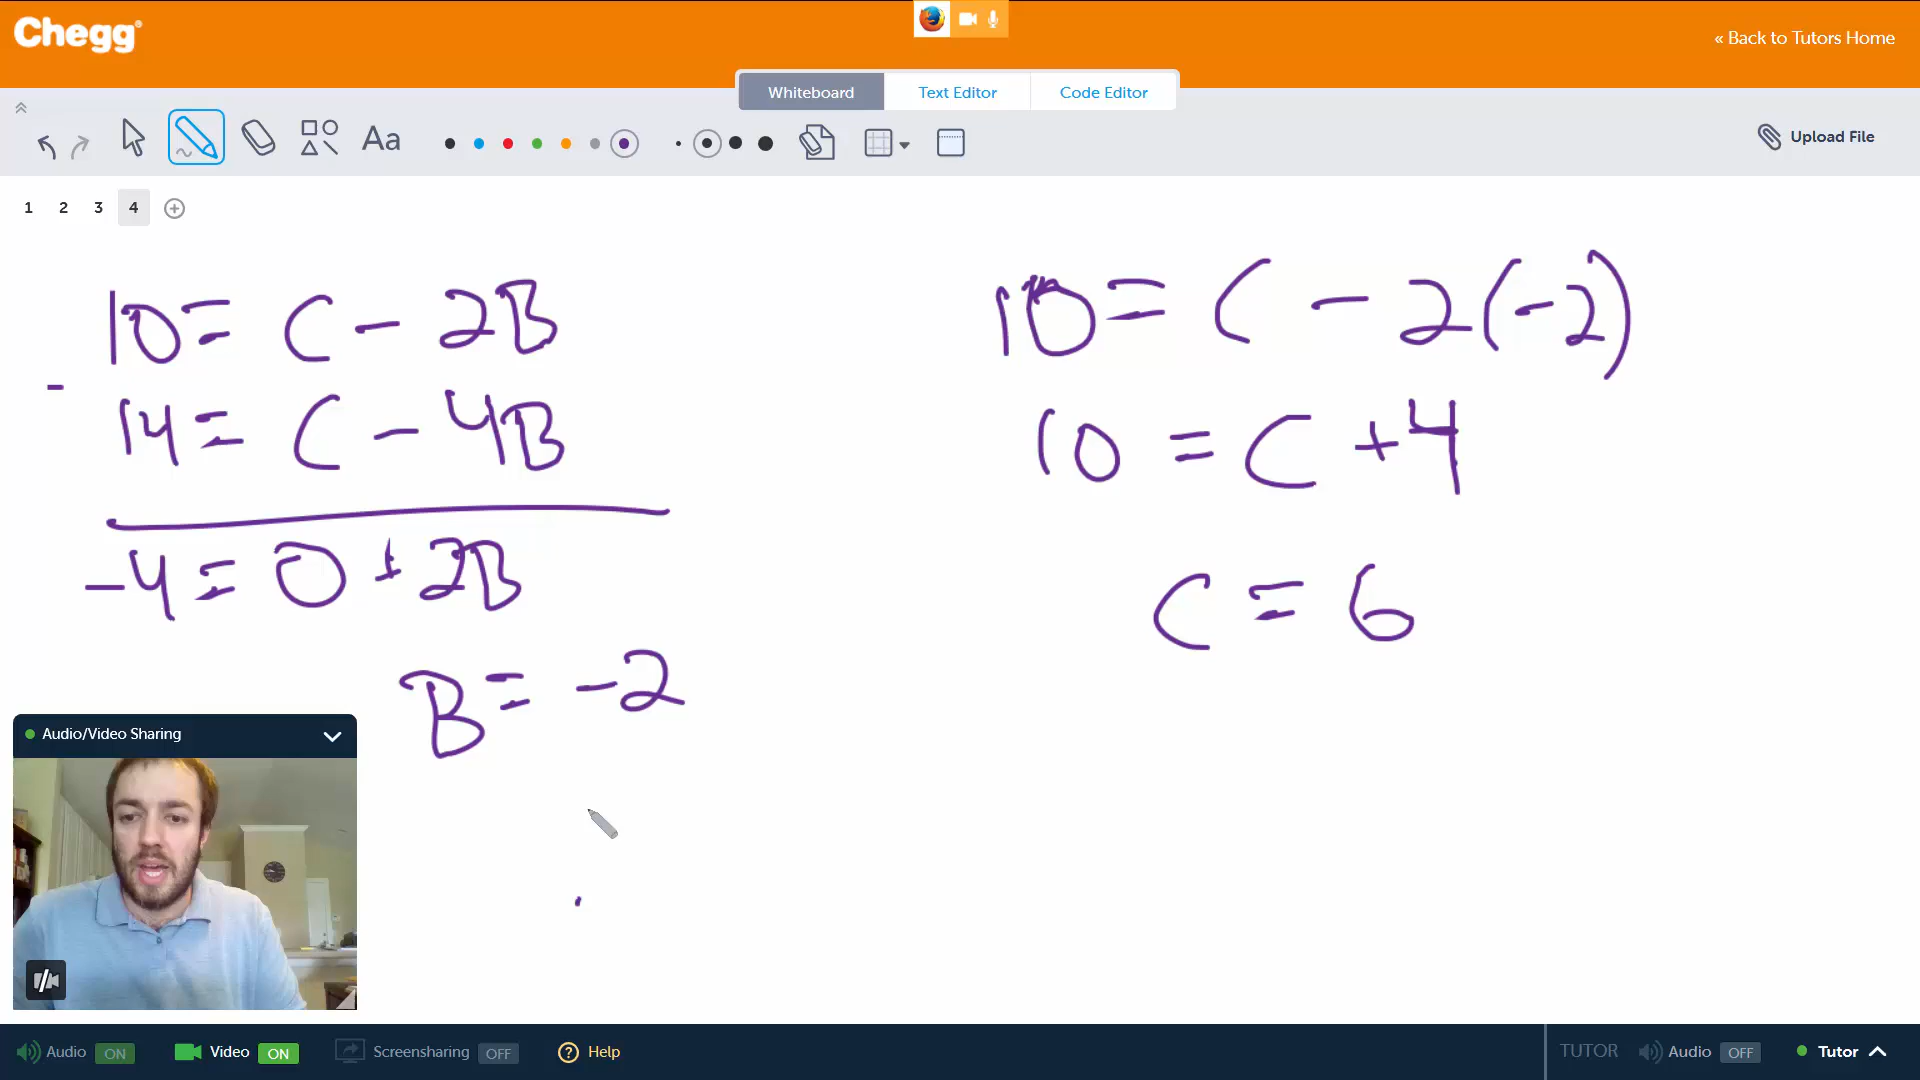 Chegg
« Back to Tutors Home
Whiteboard
Text Editor
Code Editor
Aa
Upload File
1 2 3 4
10 = C - 2B
-
14 = C - 4B
-4 = 0 + 2B
B = -2
10 = C - 2(-2)
10 = C + 4
C = 6
Audio/Video Sharing
Audio ON
Video ON
Screensharing OFF
? Help
TUTOR
Audio OFF
Tutor